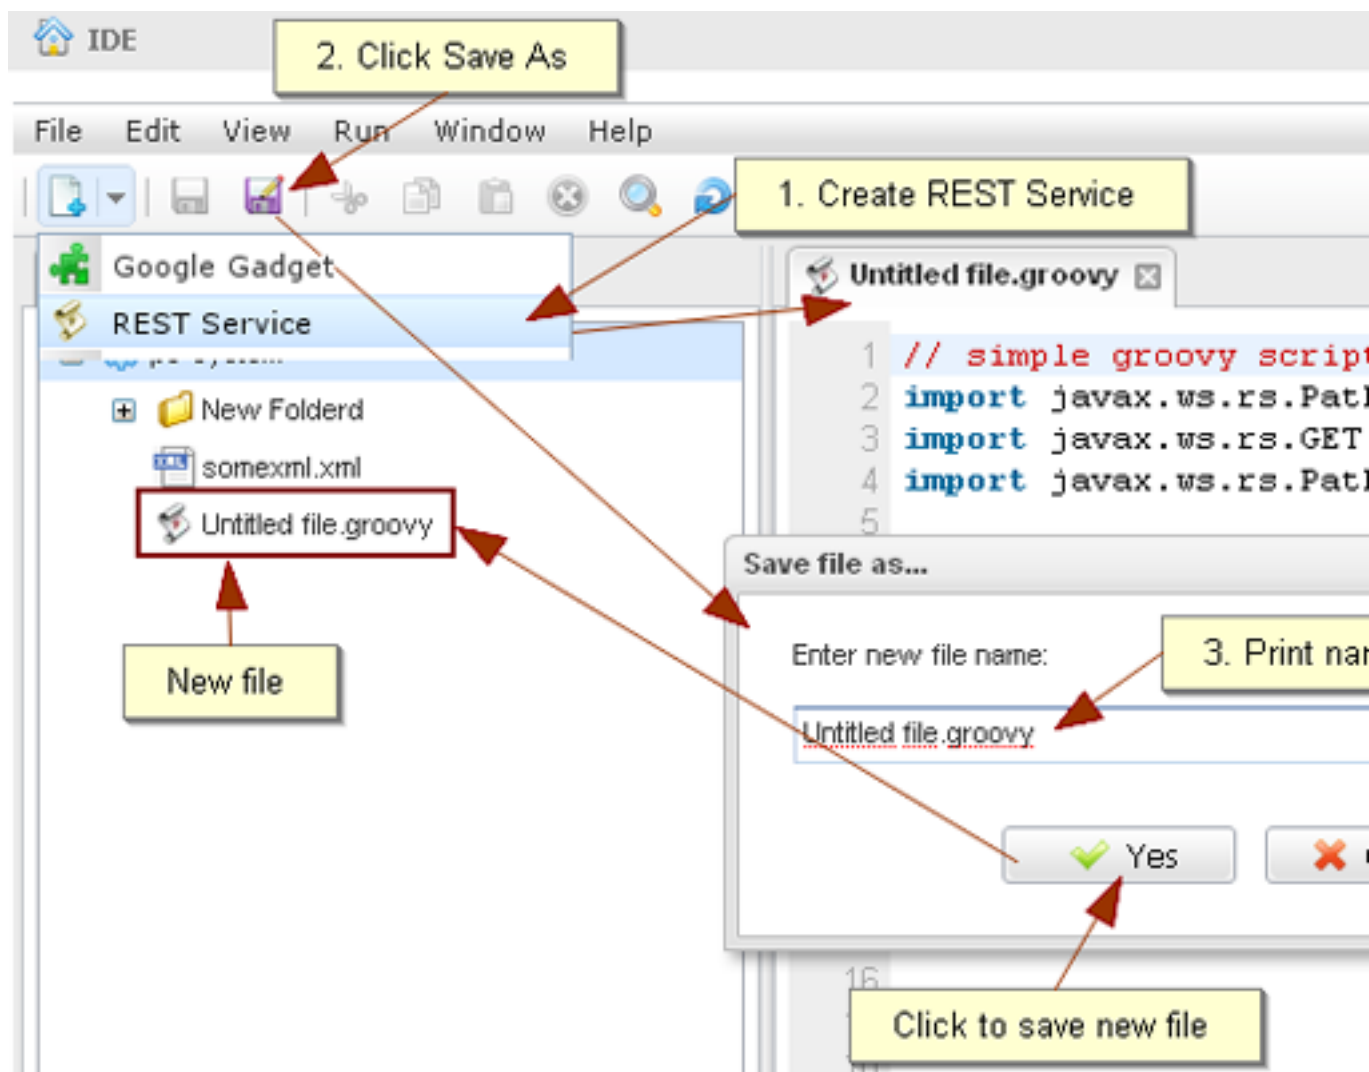 IDE
2. Click Save As
File Edit View Run Window Help
1. Create REST Service
Google Gadget
REST Service
Untitled file.groovy
1 // simple groovy script
2 import javax.ws.rs.Path
3 import javax.ws.rs.GET
4 import javax.ws.rs.Path
5
New Folderd
somexml.xml
Untitled file.groovy
New file
Save file as...
Enter new file name:
3. Print
Untitled file.groovy
Yes
16
Click to save new file